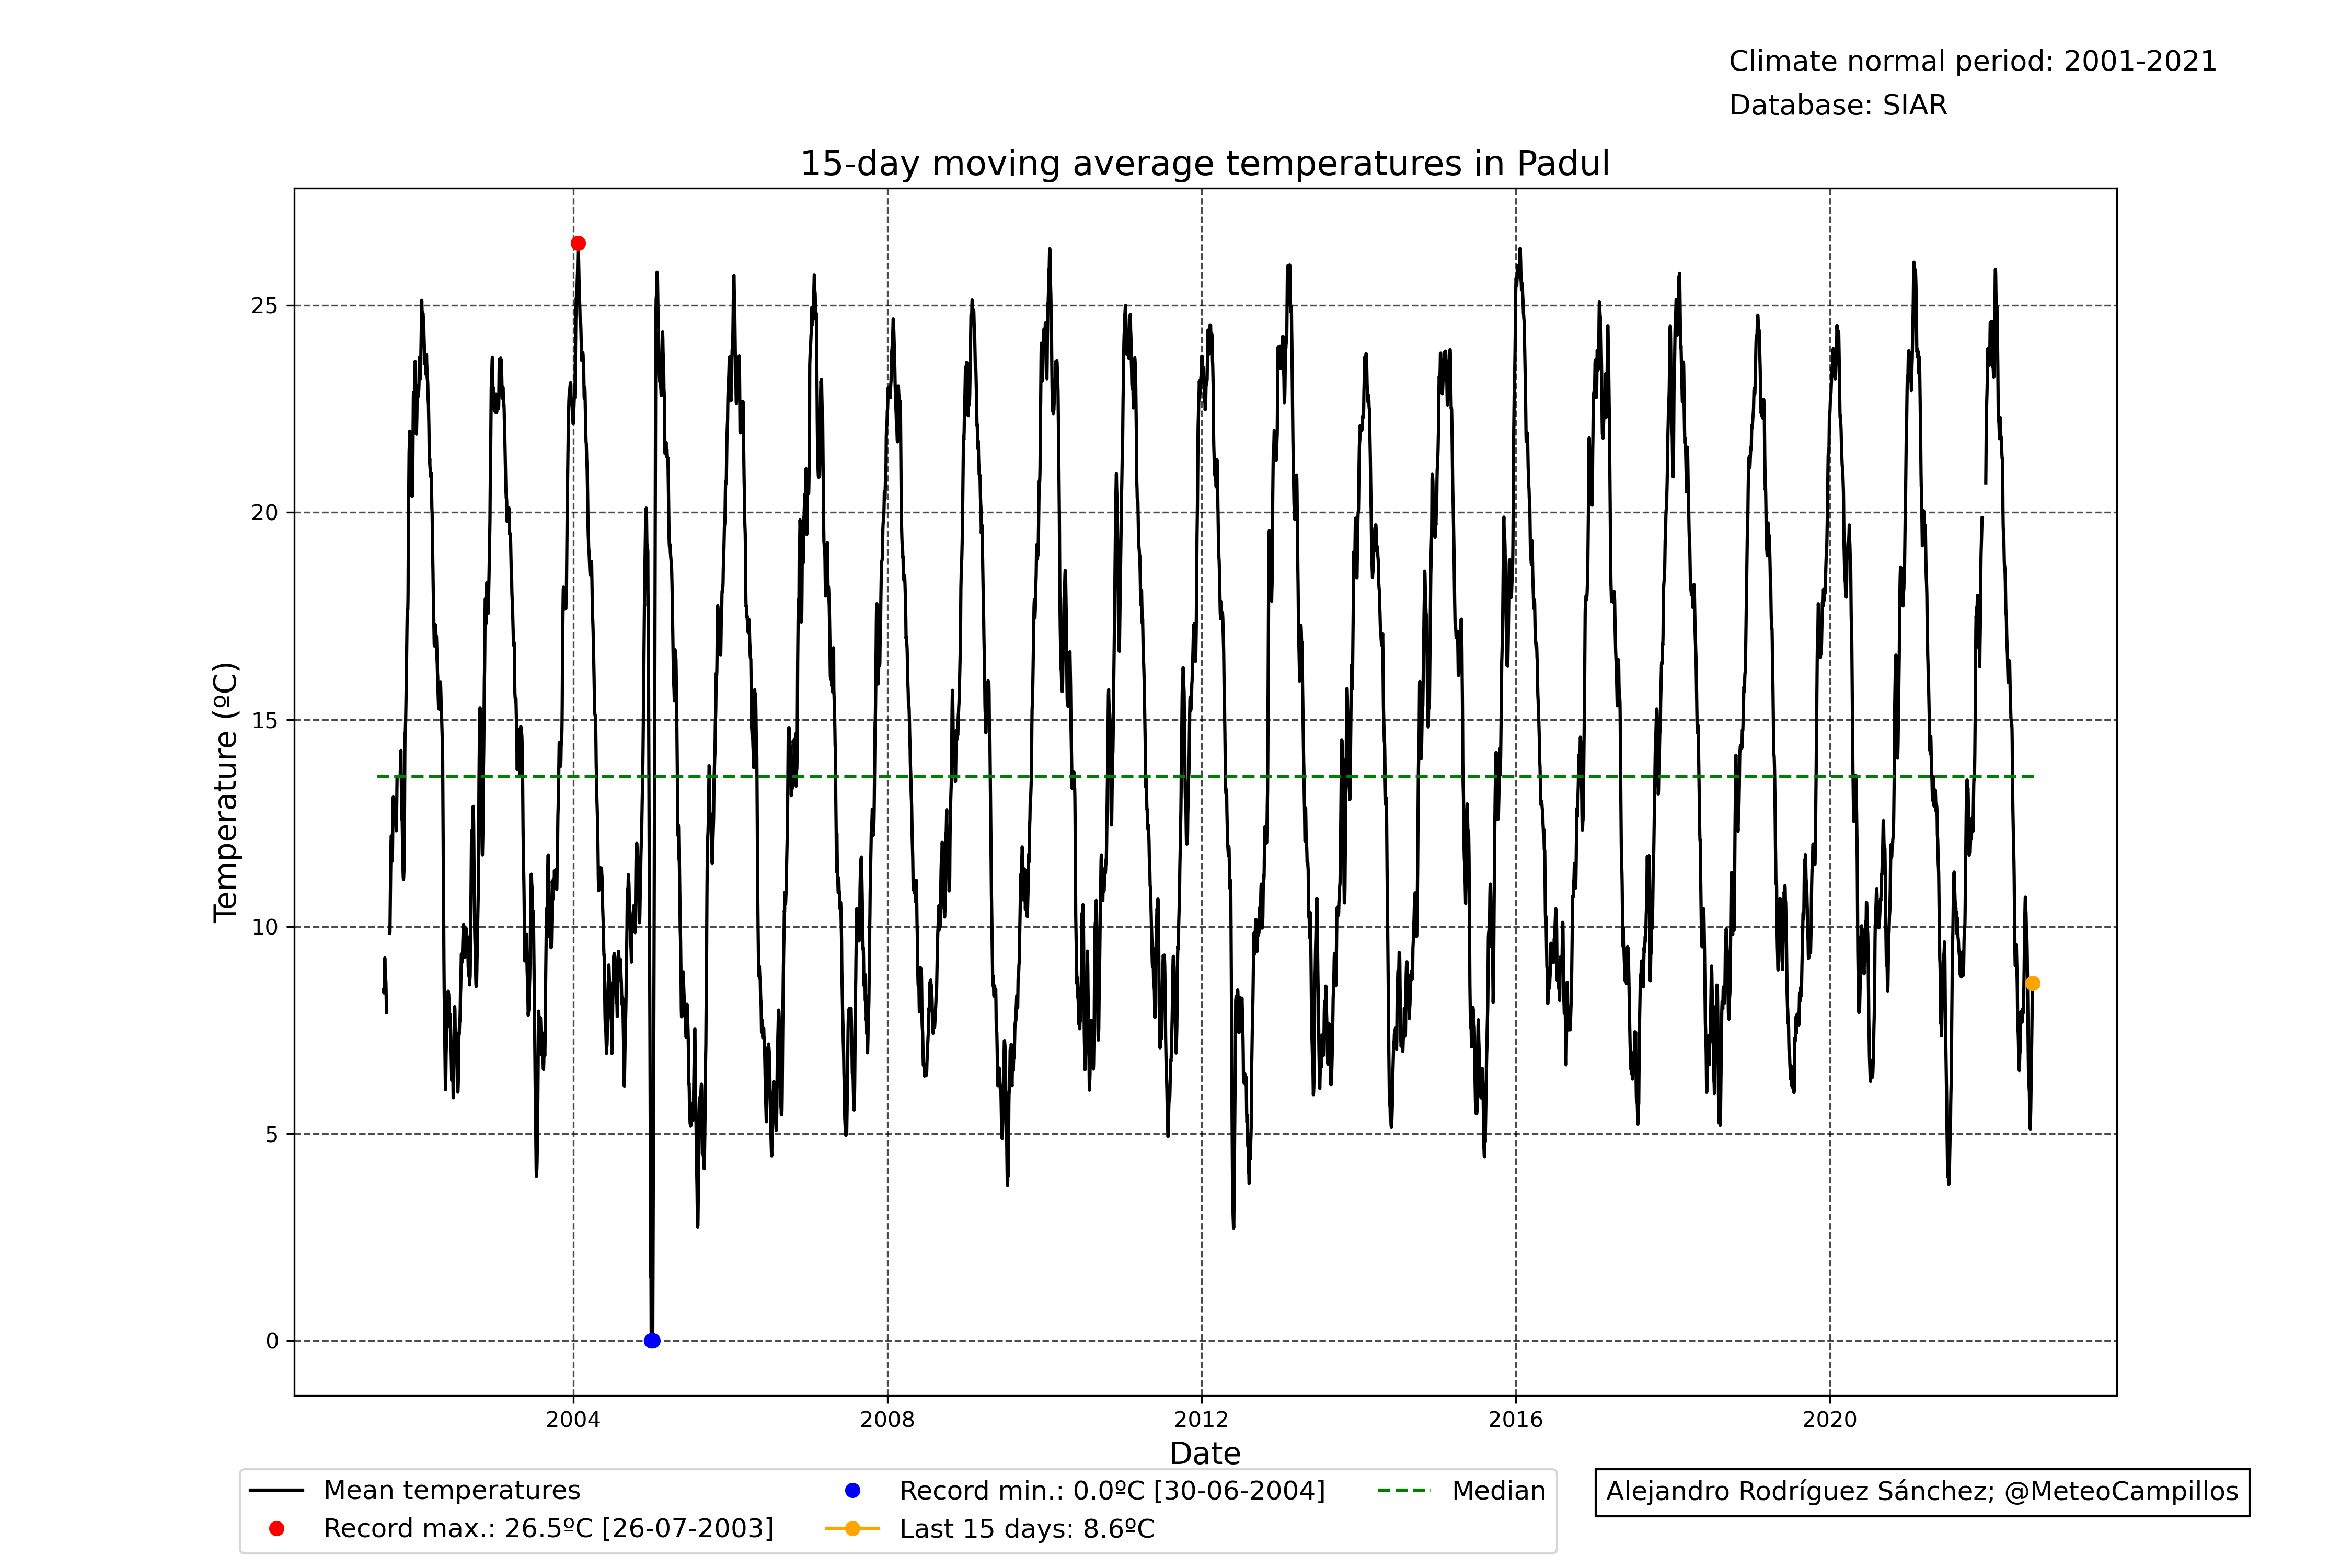 Climate normal period: 2001-2021
Database: SIAR
15-day moving average temperatures in Padul
25
20
15
10
5
0
Temperature (ºC)
2004 2008 2012 2016 2020
Date
Mean temperatures
Record max.: 26.5ºC [26-07-2003]
Record min.: 0.0ºC [30-06-2004]
Last 15 days: 8.6ºC
Median
Alejandro Rodríguez Sánchez; @MeteoCampillos